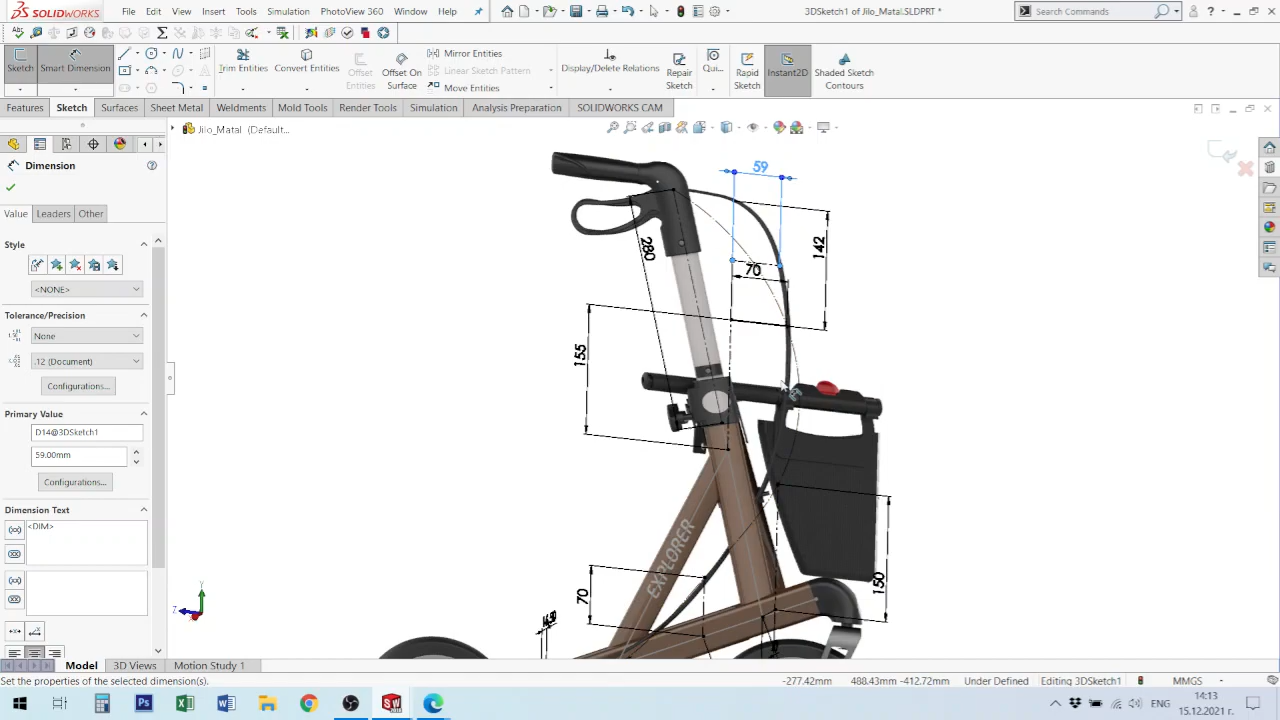 SOLIDWORKS
File Edit View Insert Tools Simulation PhotoView 360 Window Help
3DSketch1 of Jilo_Matal.SLDPRT *
Search Commands
Sketch
Smart Dimension
Trim Entities
Convert Entities
Offset Entities
Offset On Surface
Mirror Entities
Linear Sketch Pattern
Move Entities
Display/Delete Relations
Repair Sketch
Qui...
Rapid Sketch
Instant2D
Shaded Sketch Contours
Features Sketch Surfaces Sheet Metal Weldments Mold Tools Render Tools Simulation Analysis Preparation SOLIDWORKS CAM
Jilo_Matal (Default...
Dimension
Value Leaders Other
Style
<NONE>
Tolerance/Precision
None
.12 (Document)
Configurations...
Primary Value
D14@3DSketch1
59.00mm
Configurations...
Dimension Text
<DIM>
59
142
280
70
155
150
70
EXPLORER
Y
Z
Model 3D Views Motion Study 1
Set the properties of the selected dimension(s).
-277.42mm 488.43mm -412.72mm Under Defined Editing 3DSketch1 MMGS
ENG
14:13
15.12.2021 г.